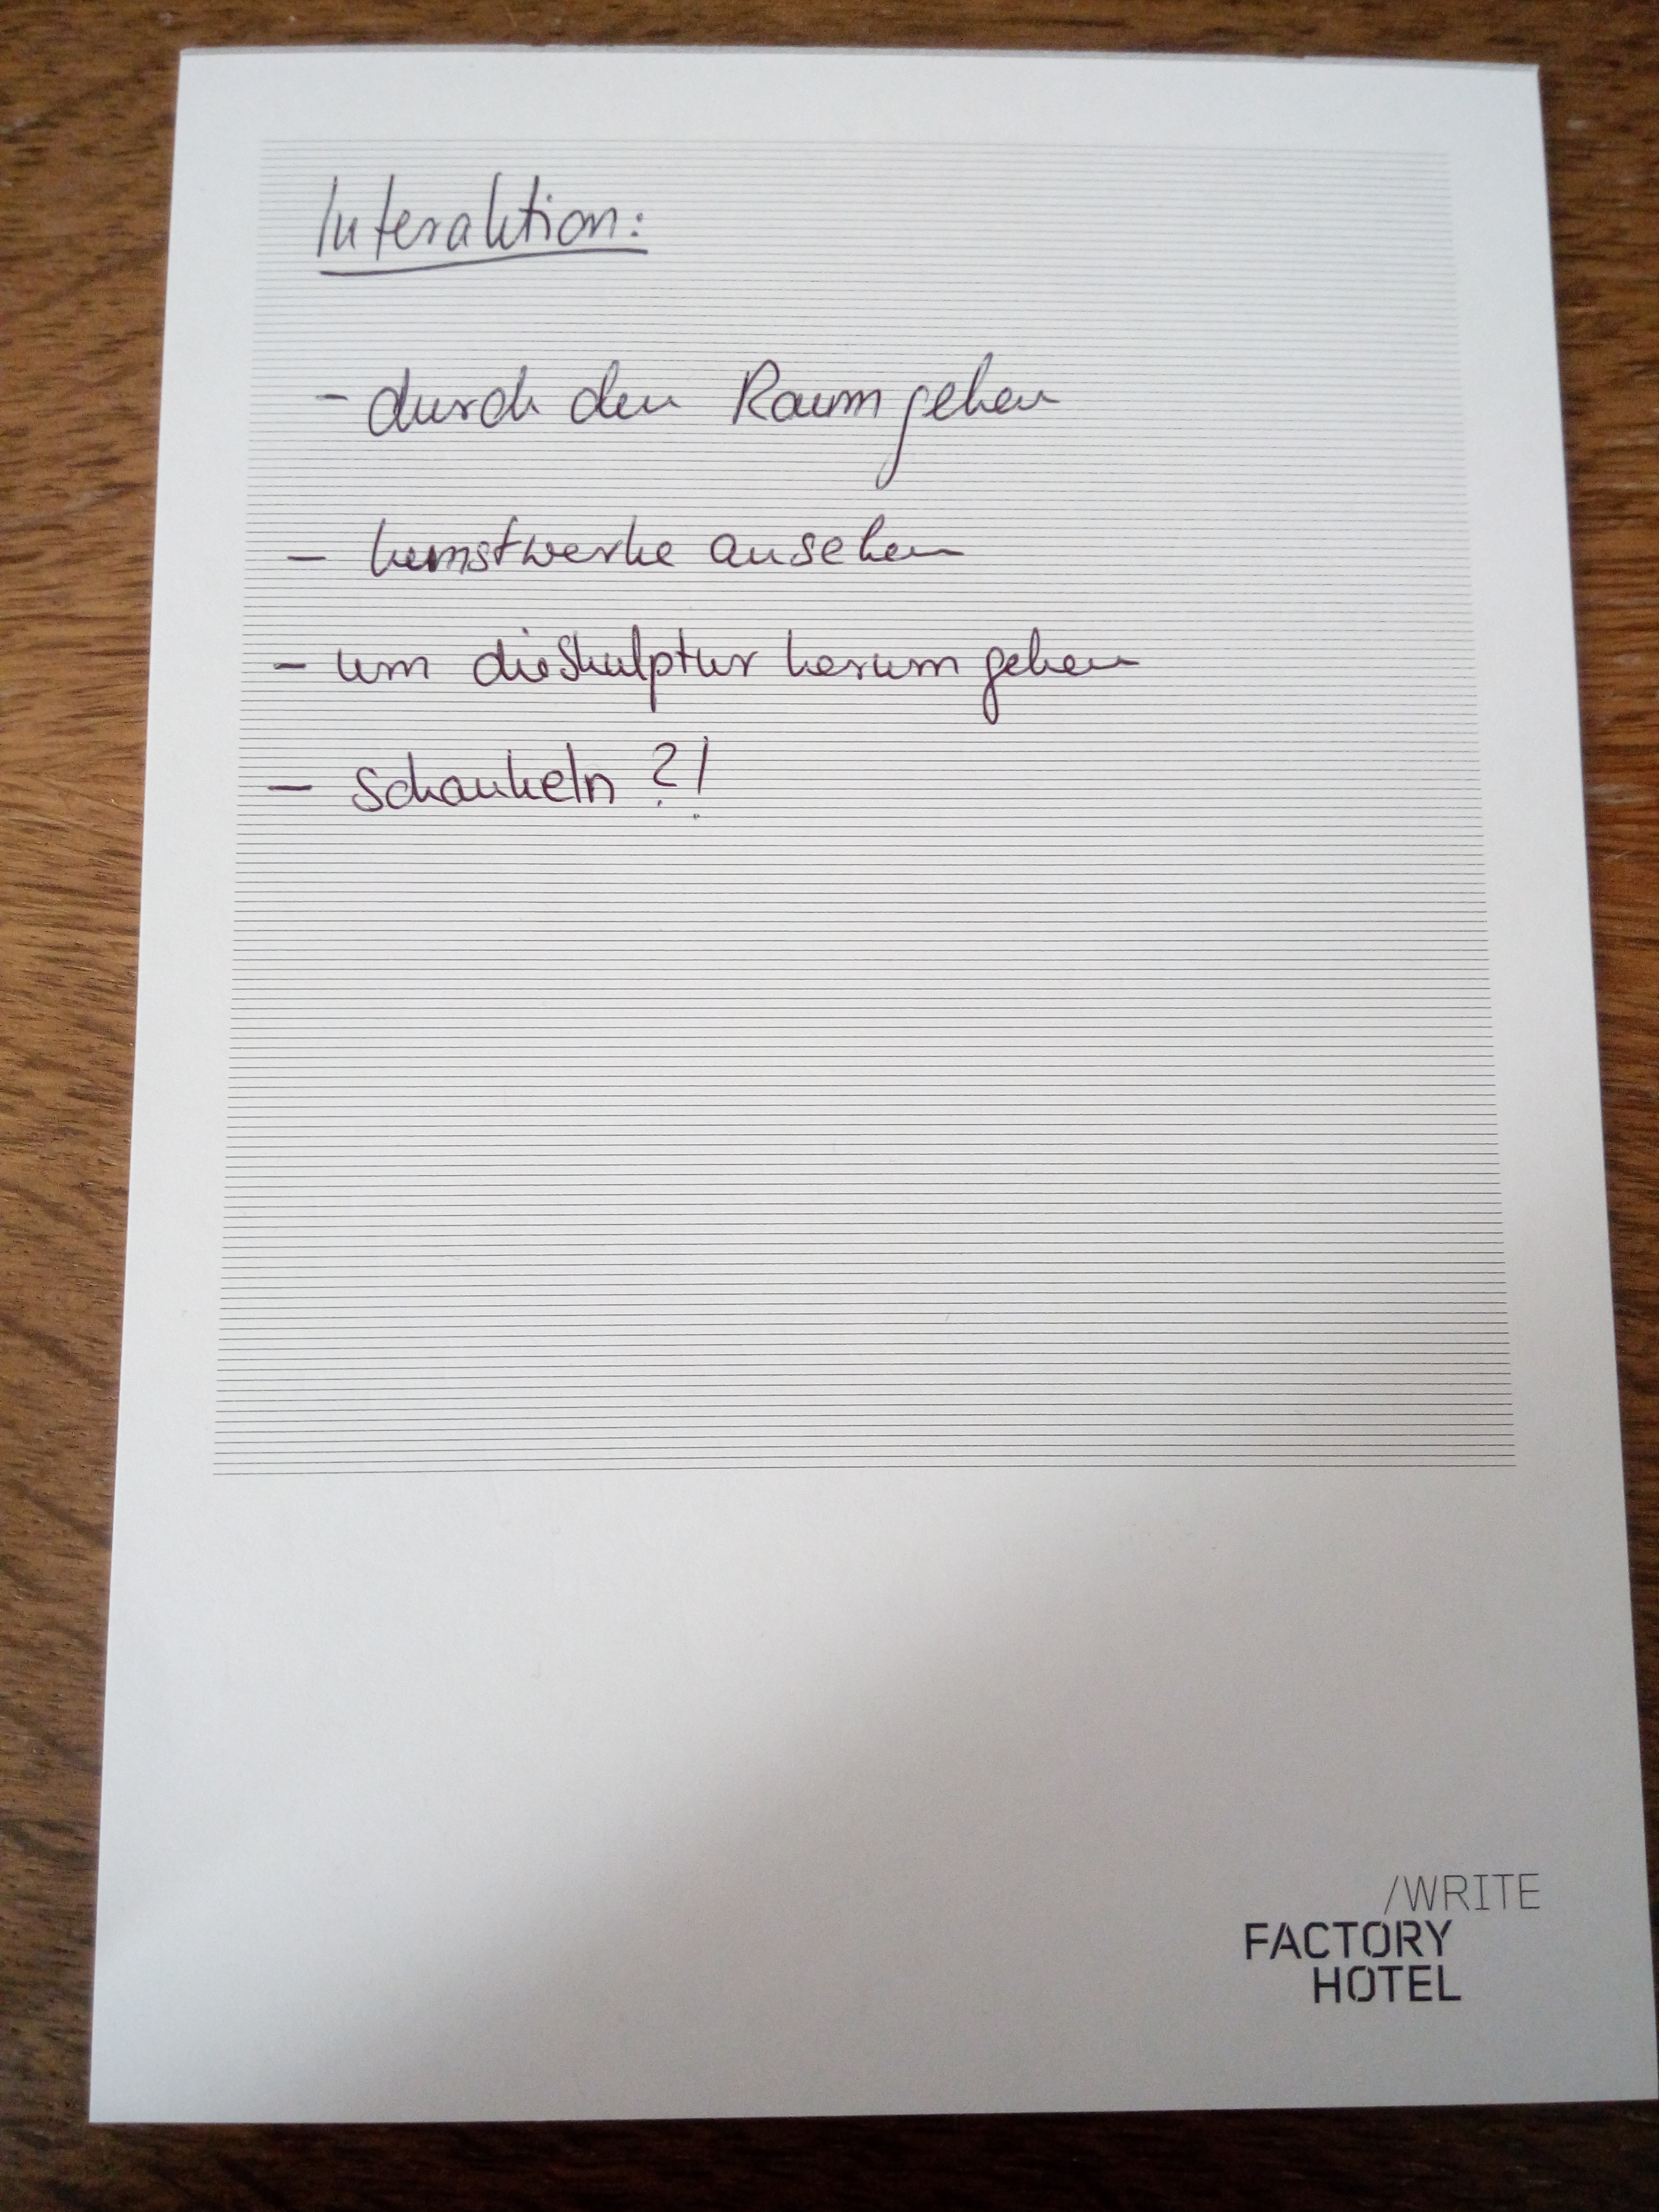 Interaktion:
- durch den Raum gehen
- kunstwerke ansehen
- um die Skulptur herum gehen
- schaukeln ?!
/WRITE
FACTORY
HOTEL